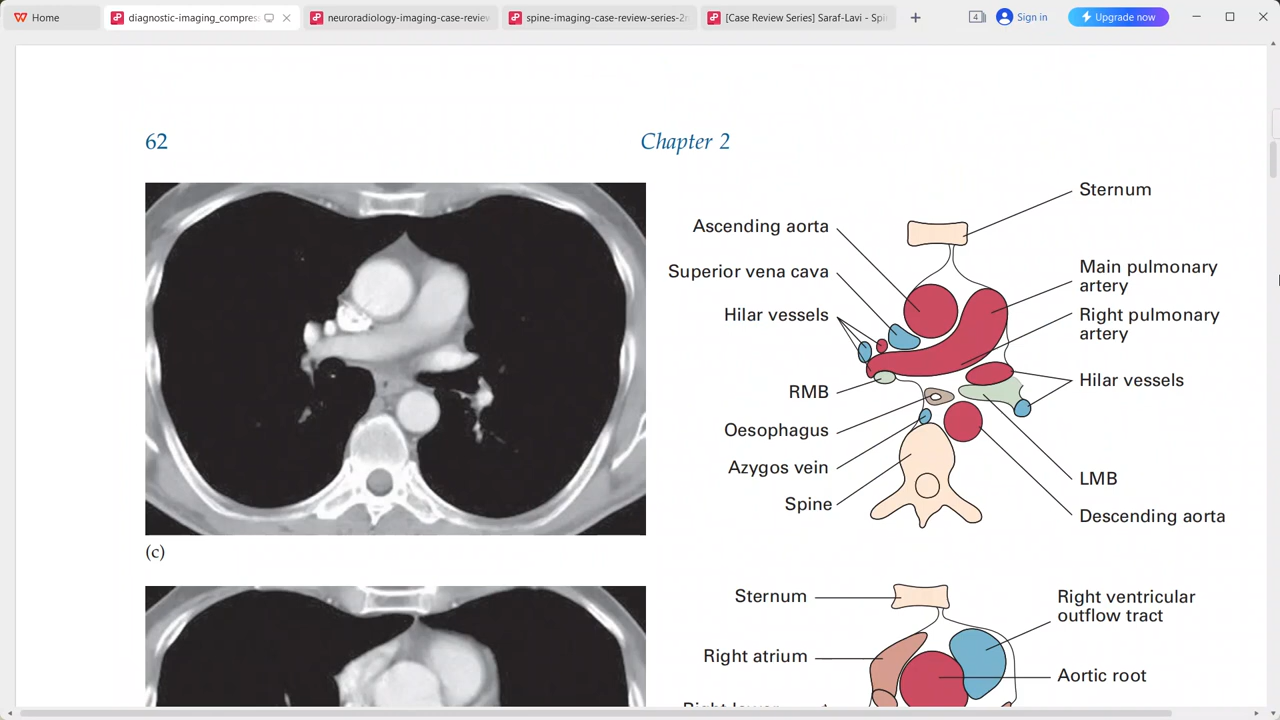 Home
diagnostic-imaging_compres
neuroradiology-imaging-case-review
spine-imaging-case-review-series-2
[Case Review Series] Saraf-Lavi - Spi
4
Sign in
Upgrade now
62
Chapter 2
Sternum
Ascending aorta
Superior vena cava
Main pulmonary
artery
Hilar vessels
Right pulmonary
artery
Hilar vessels
RMB
Oesophagus
Azygos vein
LMB
Spine
Descending aorta
(c)
Sternum
Right ventricular
outflow tract
Right atrium
Aortic root